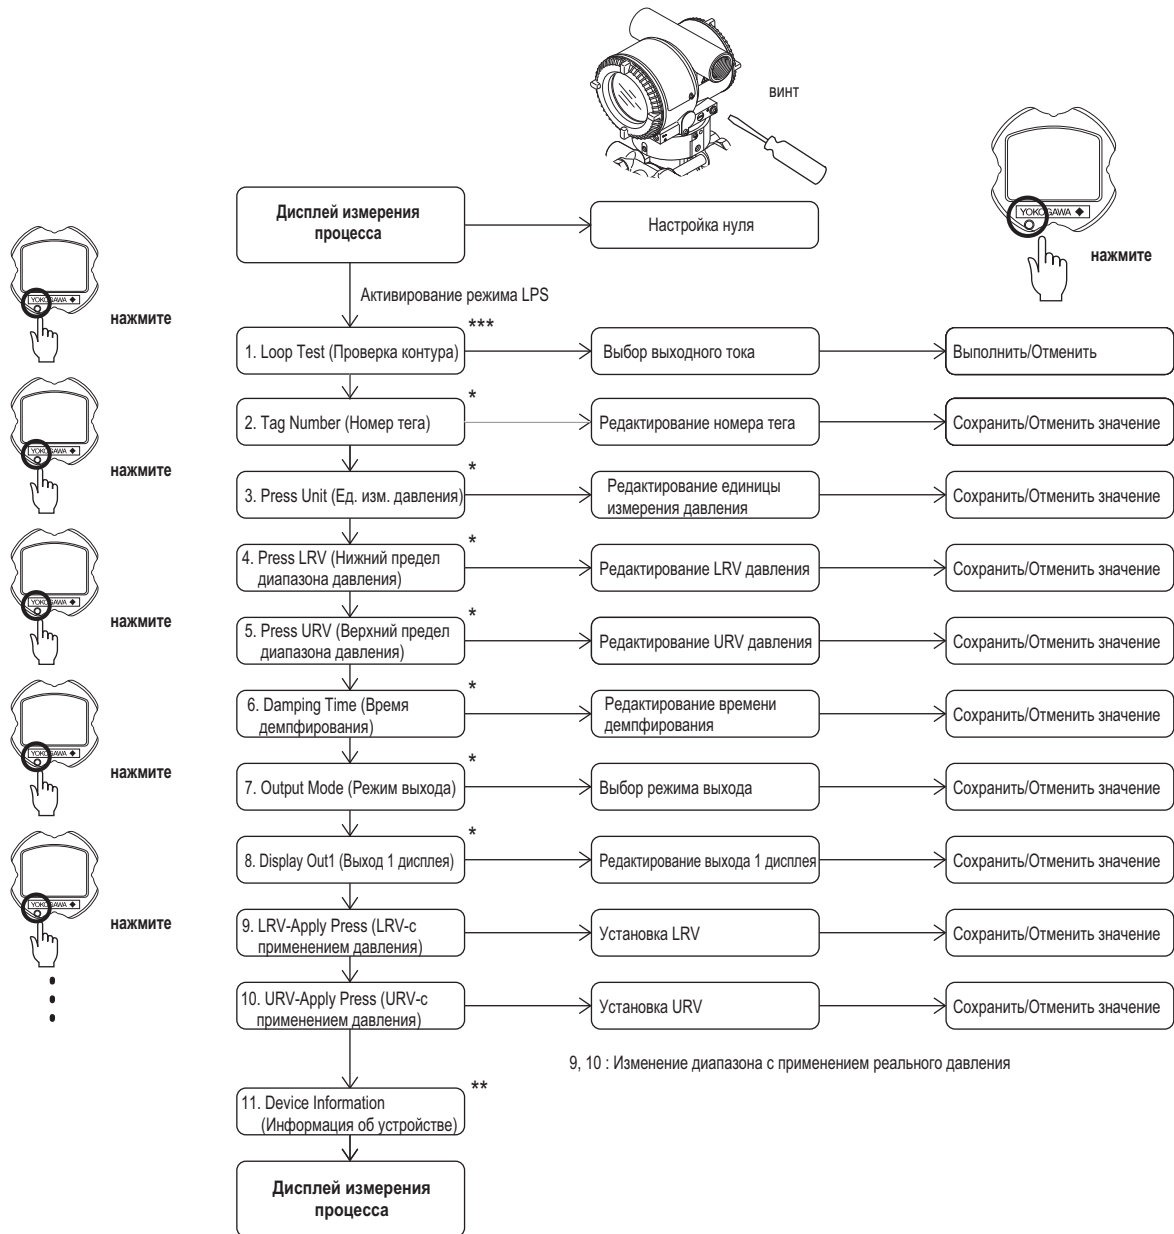 винт
YOKOGAWA ◆
нажмите
Дисплей измерения
процесса
Настройка нуля
Активирование режима LPS
YOKOGAWA ◆
нажмите
1. Loop Test (Проверка контура)
***
Выбор выходного тока
Выполнить/Отменить
YOKOGAWA ◆
нажмите
2. Tag Number (Номер тега)
*
Редактирование номера тега
Сохранить/Отменить значение
3. Press Unit (Ед. изм. давления)
*
Редактирование единицы
измерения давления
Сохранить/Отменить значение
YOKOGAWA ◆
нажмите
4. Press LRV (Нижний предел
диапазона давления)
*
Редактирование LRV давления
Сохранить/Отменить значение
5. Press URV (Верхний предел
диапазона давления)
*
Редактирование URV давления
Сохранить/Отменить значение
YOKOGAWA ◆
нажмите
6. Damping Time (Время
демпфирования)
*
Редактирование времени
демпфирования
Сохранить/Отменить значение
7. Output Mode (Режим выхода)
*
Выбор режима выхода
Сохранить/Отменить значение
YOKOGAWA ◆
нажмите
8. Display Out1 (Выход 1 дисплея)
*
Редактирование выхода 1 дисплея
Сохранить/Отменить значение
9. LRV-Apply Press (LRV-с
применением давления)
Установка LRV
Сохранить/Отменить значение
10. URV-Apply Press (URV-с
применением давления)
Установка URV
Сохранить/Отменить значение
9, 10 : Изменение диапазона с применением реального давления
11. Device Information
(Информация об устройстве)
**
Дисплей измерения
процесса